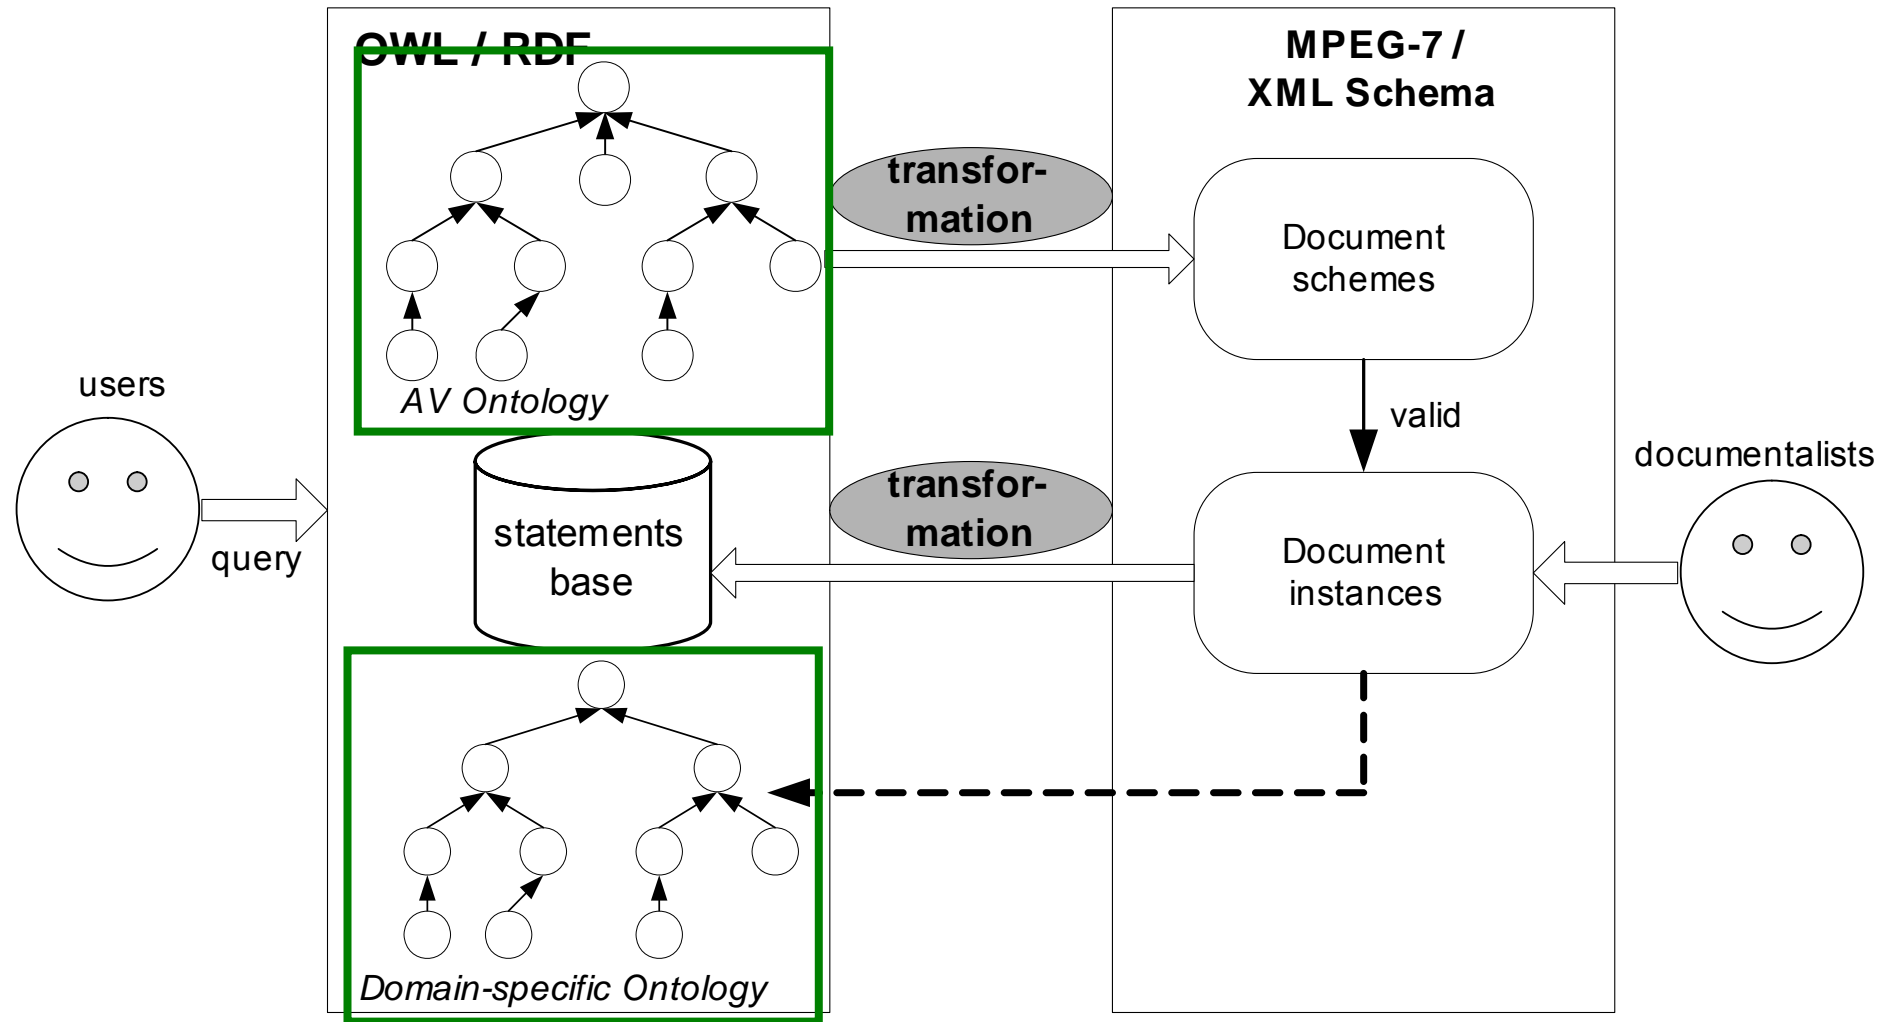 OWL / RDF
MPEG-7 /
XML Schema
transfor-
mation
Document
schemes
AV Ontology
users
valid
documentalists
query
statements
base
transfor-
mation
Document
instances
Domain-specific Ontology